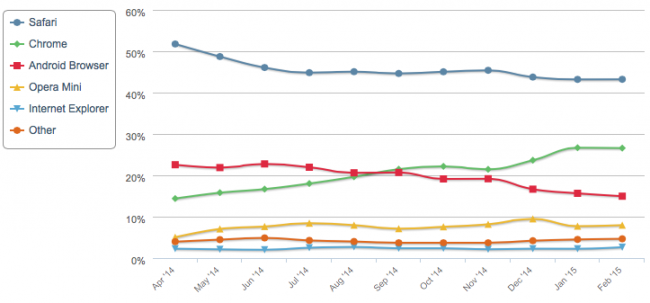 Safari
Chrome
Android Browser
Opera Mini
Internet Explorer
Other
60%
50%
40%
30%
20%
10%
0%
Apr '14
May '14
Jun '14
Jul '14
Aug '14
Sep '14
Oct '14
Nov '14
Dec '14
Jan '15
Feb '15